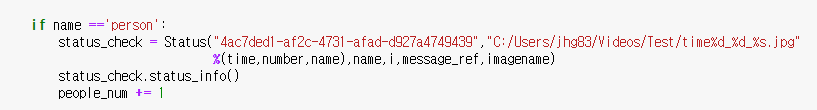 if name =='person':
status_check = Status("4ac7ded1-af2c-4731-afad-d927a4749439","C:/Users/jhg83/Videos/Test/time%d_%d_%s.jpg"
%(time,number,name),name,i,message_ref,imagename)
status_check.status_info()
people_num += 1